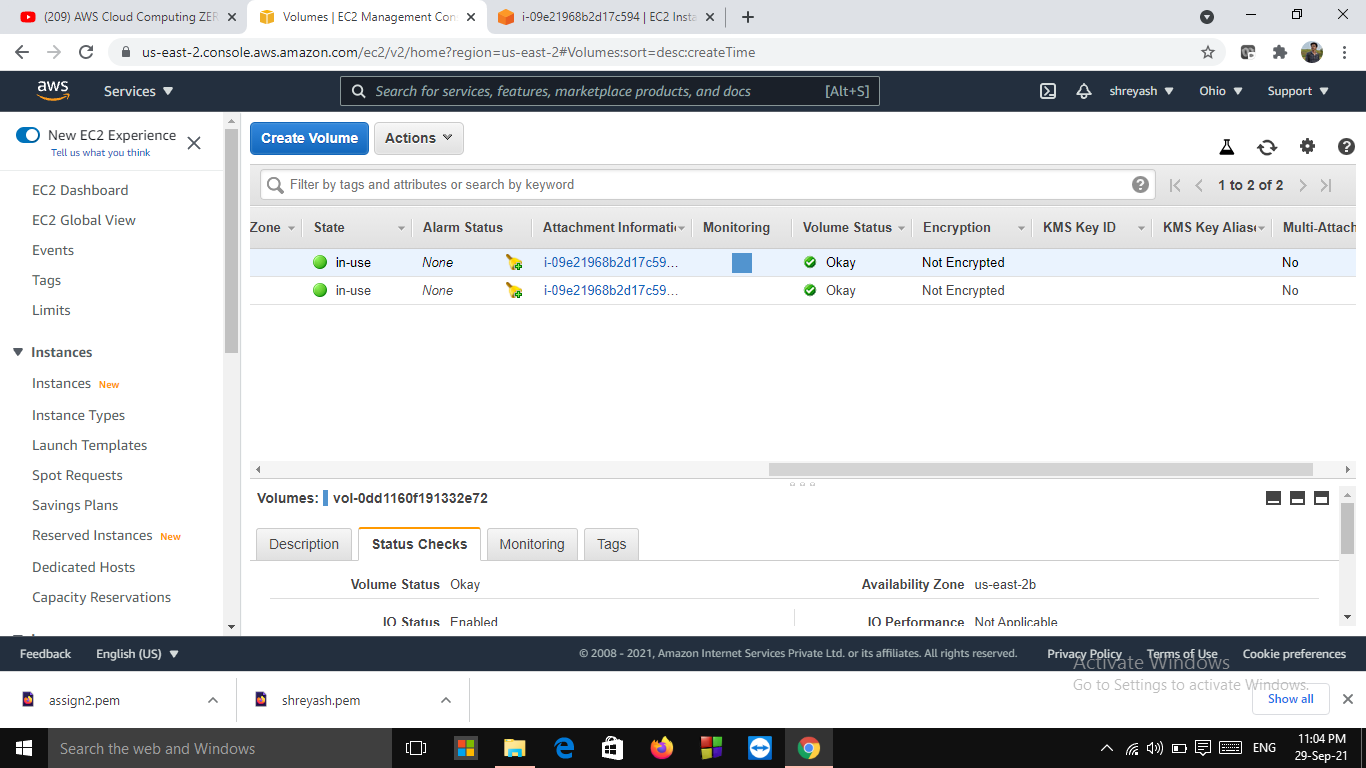 (209) AWS Cloud Computing ZER
Volumes | EC2 Management Con
i-09e21968b2d17c594 | EC2 Insta
us-east-2.console.aws.amazon.com/ec2/v2/home?region=us-east-2#Volumes:sort=desc:createTime
aws
Services
Search for services, features, marketplace products, and docs
[Alt+S]
shreyash
Ohio
Support
New EC2 Experience
Tell us what you think
EC2 Dashboard
EC2 Global View
Events
Tags
Limits
Instances
Instances New
Instance Types
Launch Templates
Spot Requests
Savings Plans
Reserved Instances New
Dedicated Hosts
Capacity Reservations
Create Volume
Actions
Filter by tags and attributes or search by keyword
1 to 2 of 2
Zone State Alarm Status Attachment Informati Monitoring Volume Status Encryption KMS Key ID KMS Key Alias Multi-Attach
in-use None i-09e21968b2d17c59… Okay Not Encrypted No
in-use None i-09e21968b2d17c59… Okay Not Encrypted No
Volumes: vol-0dd1160f191332e72
Description Status Checks Monitoring Tags
Volume Status Okay Availability Zone us-east-2b
IO Status Enabled IO Performance Not Applicable
Feedback
English (US)
© 2008 - 2021, Amazon Internet Services Private Ltd. or its affiliates. All rights reserved.
Privacy Policy
Terms of Use
Cookie preferences
Activate Windows
Go to Settings to activate Windows.
assign2.pem
shreyash.pem
Show all
Search the web and Windows
ENG
11:04 PM
29-Sep-21